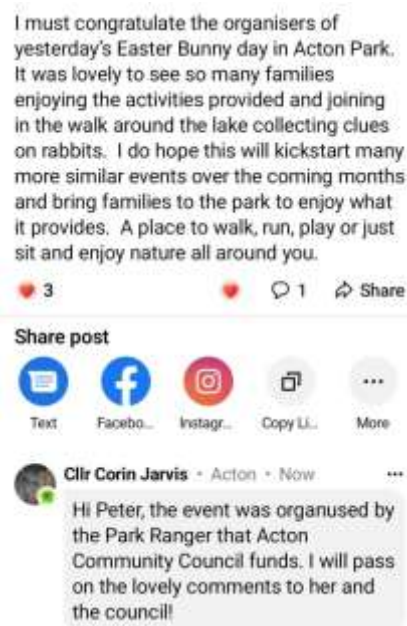 I must congratulate the organisers of
yesterday's Easter Bunny day in Acton Park.
It was lovely to see so many families
enjoying the activities provided and joining
in the walk around the lake collecting clues
on rabbits. I do hope this will kickstart many
more similar events over the coming months
and bring families to the park to enjoy what
it provides. A place to walk, run, play or just
sit and enjoy nature all around you.
3 1 Share
Share post
Text Facebo... Instagr... Copy Li... More
Cllr Corin Jarvis • Acton • Now
Hi Peter, the event was organused by
the Park Ranger that Acton
Community Council funds. I will pass
on the lovely comments to her and
the council!